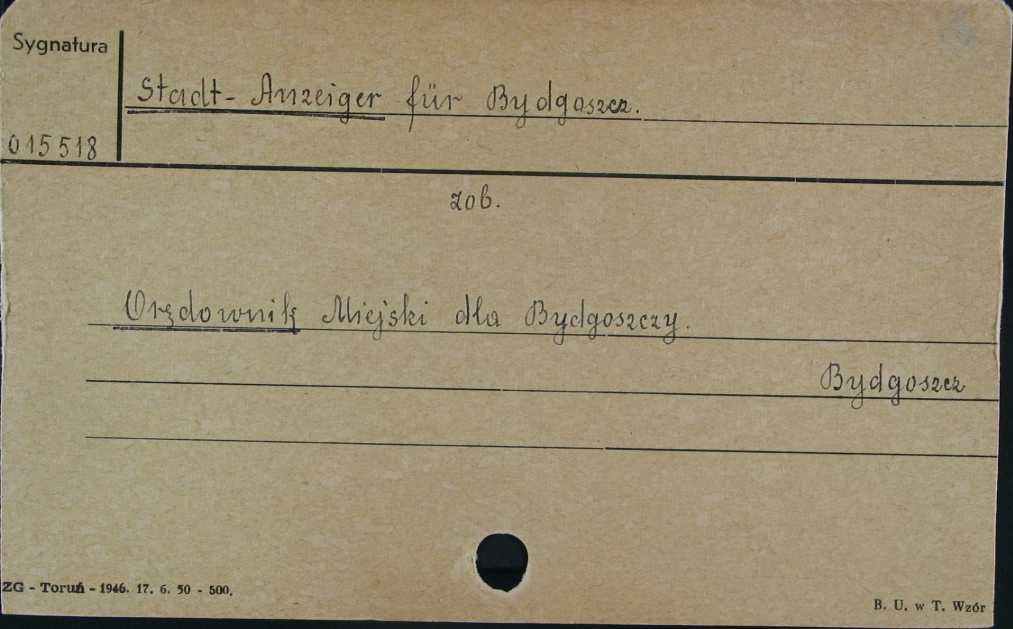 Sygnatura
Stadt-Anzeiger für Bydgoszcz.
015518
zob.
Orędownik Miejski dla Bydgoszczy.
Bydgoszcz
ZG - Toruń - 1946. 17. 6. 50 - 500.
B. U. w T. Wzór